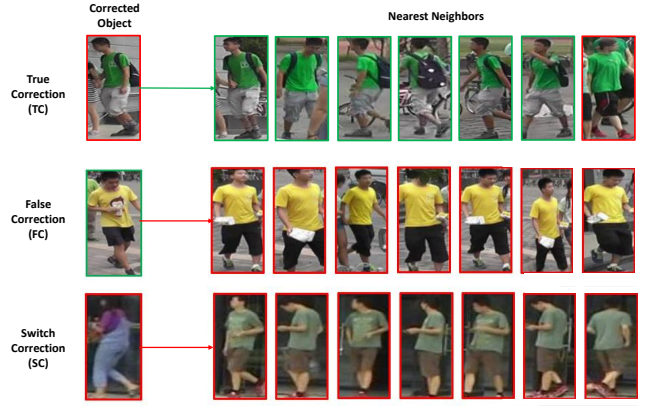 Corrected
Object
Nearest Neighbors
True
Correction
(TC)
False
Correction
(FC)
Switch
Correction
(SC)